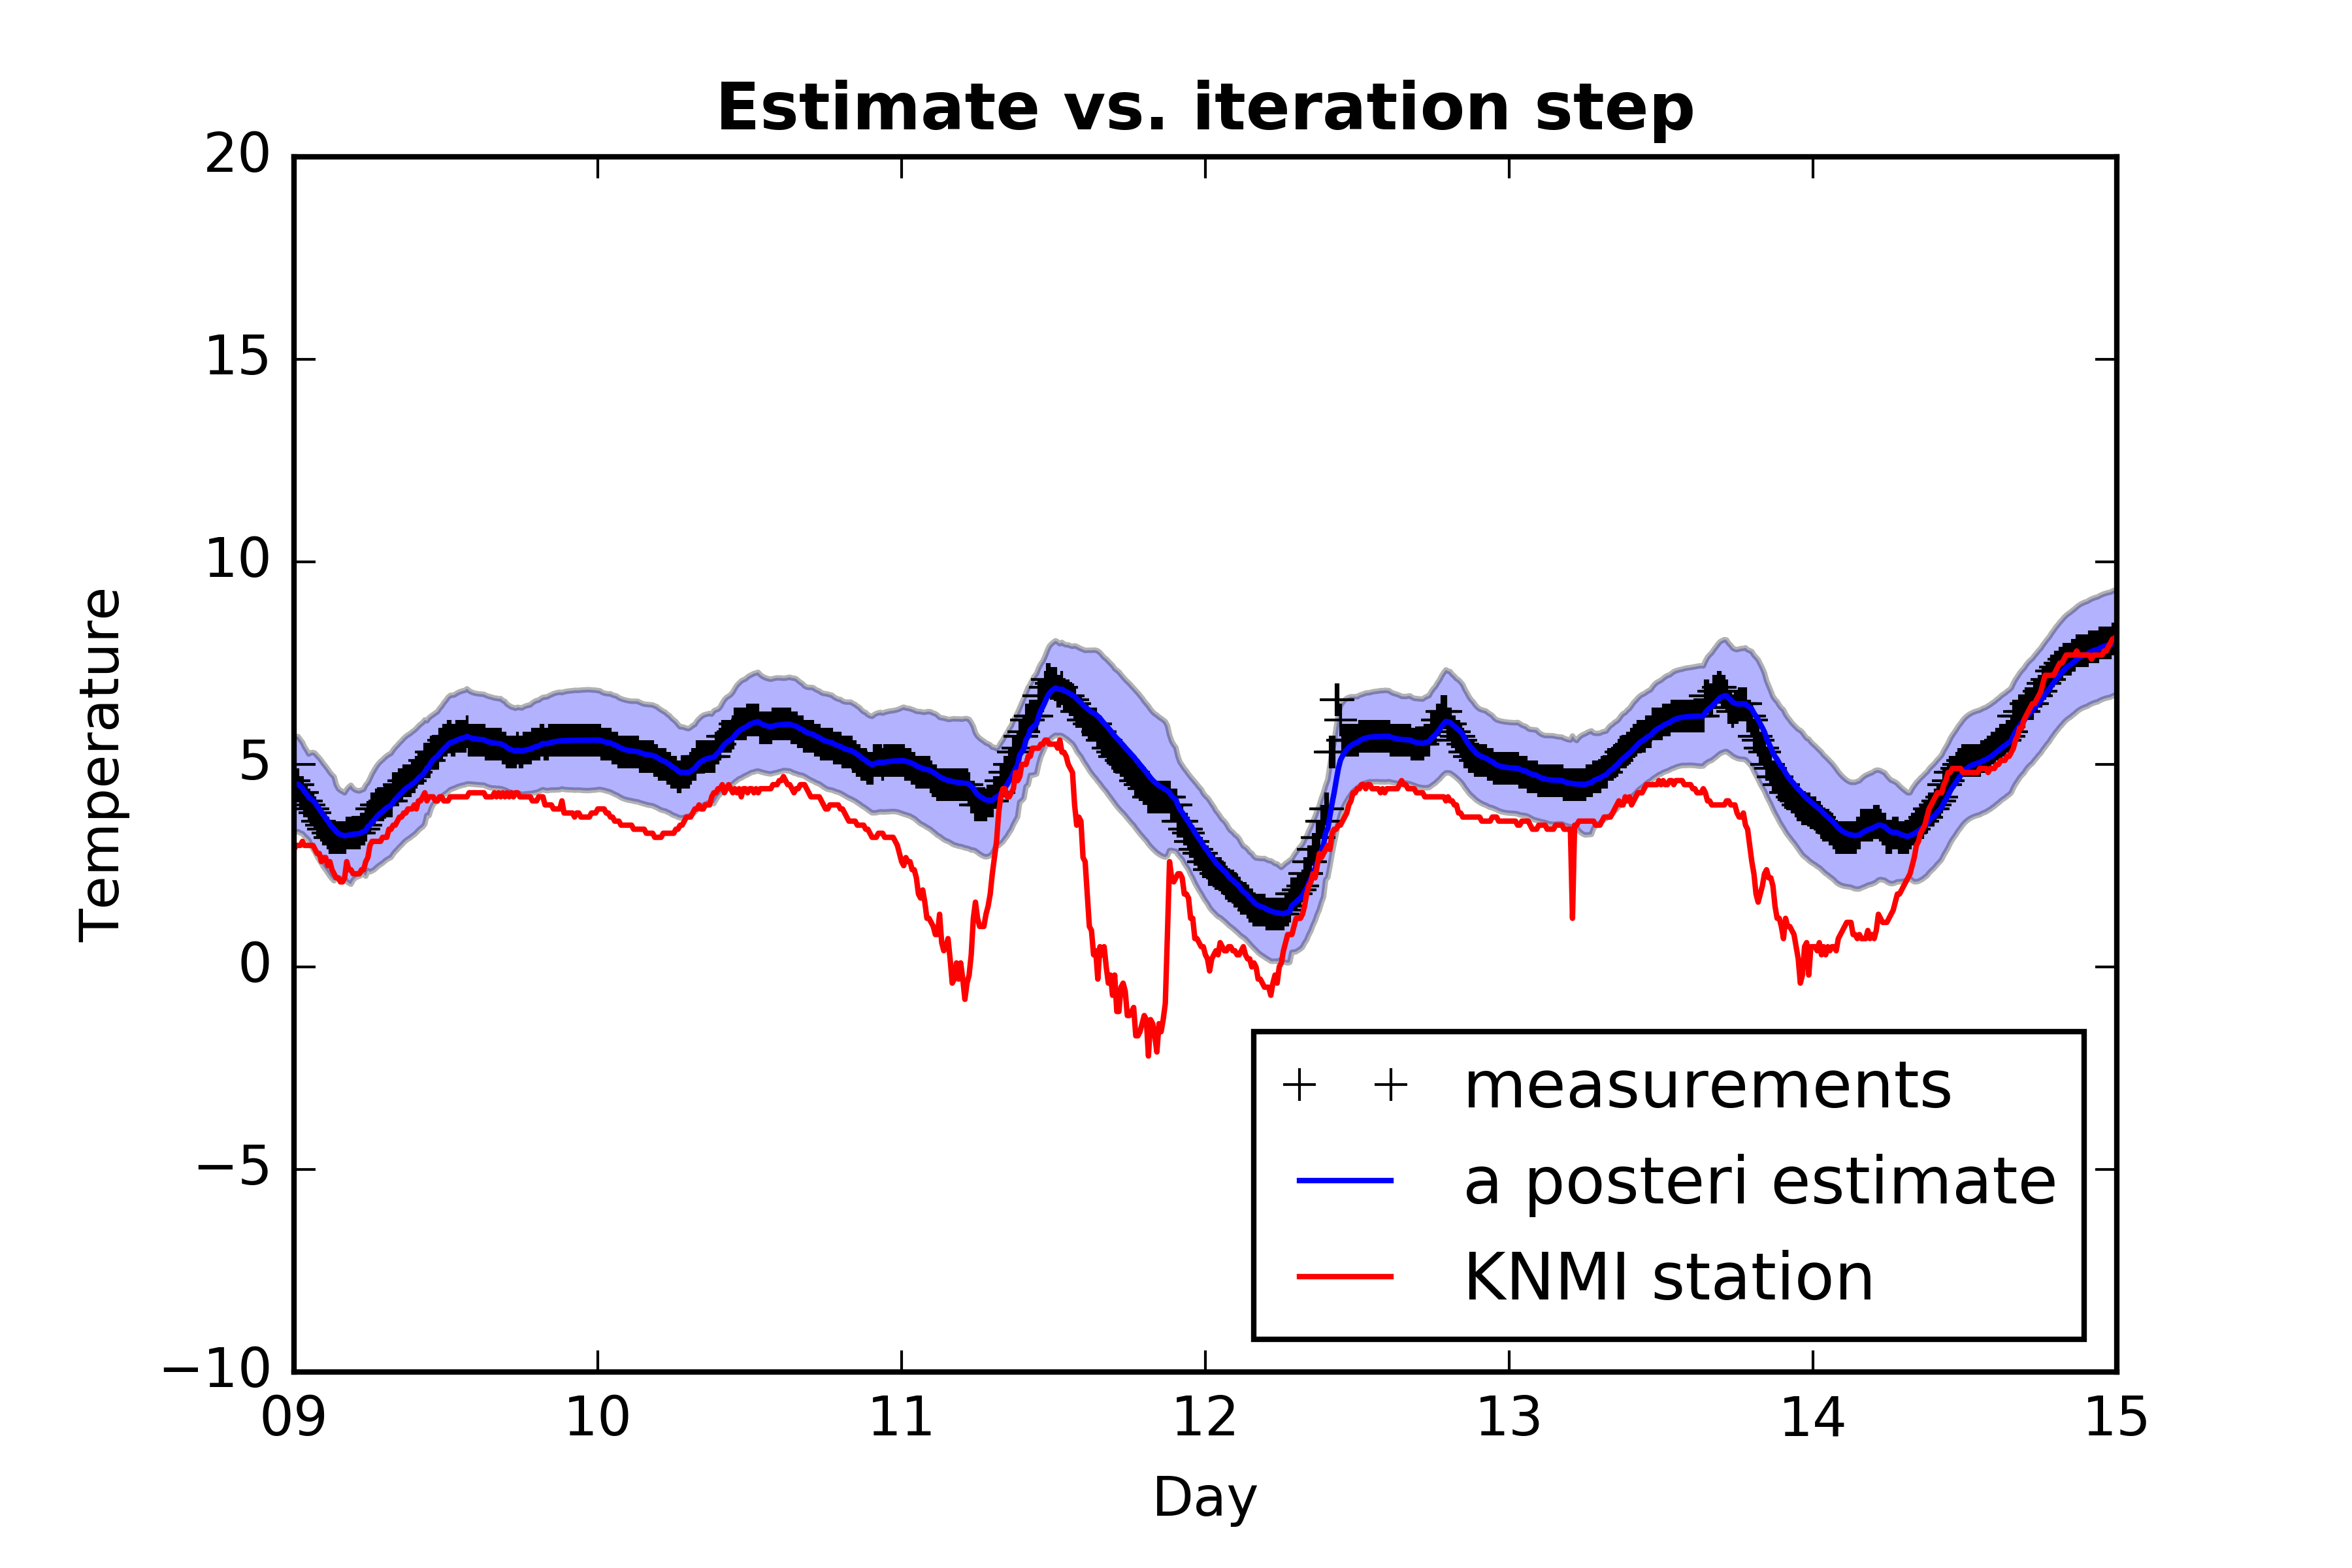 Estimate vs. iteration step
20
15
10
5
0
−5
−10
Temperature
measurements
a posteri estimate
KNMI station
09 10 11 12 13 14 15
Day